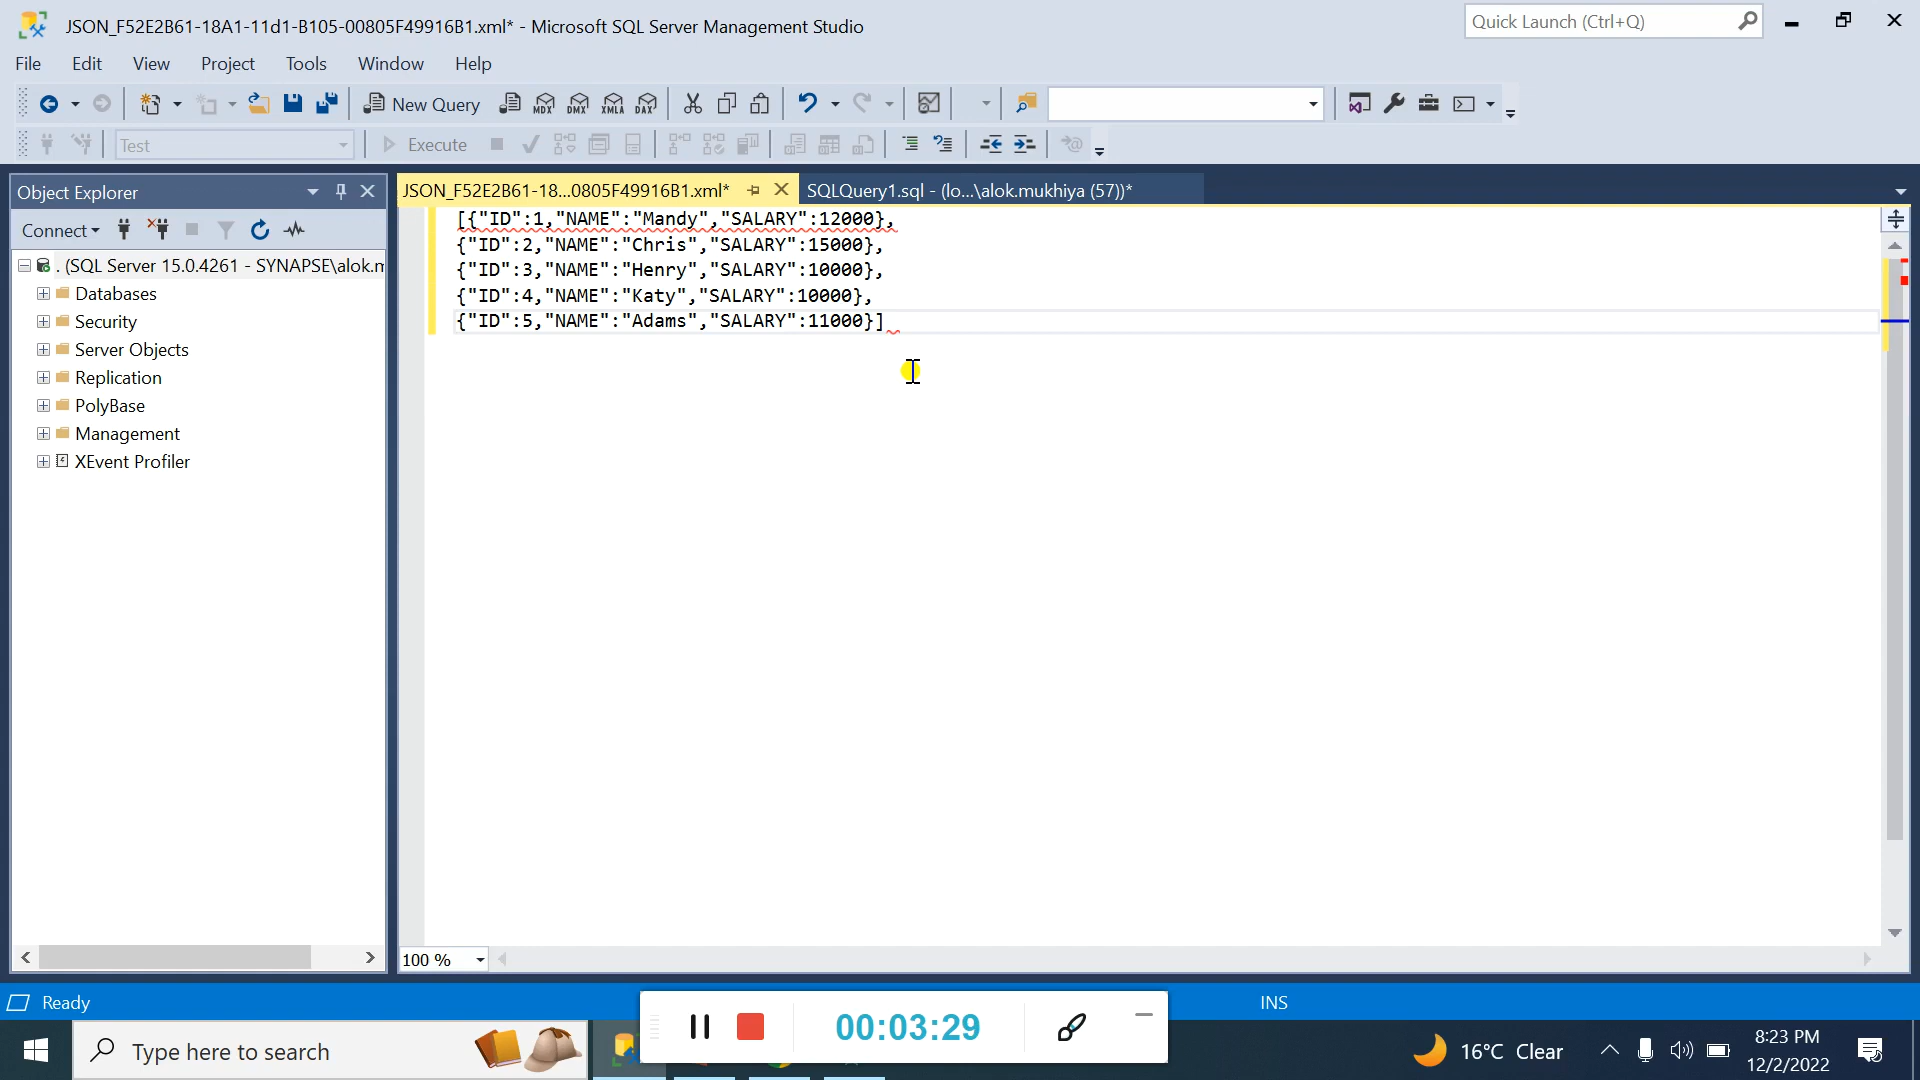 JSON_F52E2B61-18A1-11d1-B105-00805F49916B1.xml* - Microsoft SQL Server Management Studio
Quick Launch (Ctrl+Q)
File Edit View Project Tools Window Help
New Query MDX DMX XMLA DAX
Test Execute
Object Explorer
JSON_F52E2B61-18...0805F49916B1.xml*
SQLQuery1.sql - (lo...\alok.mukhiya (57))*
Connect
. (SQL Server 15.0.4261 - SYNAPSE\alok.m
Databases
Security
Server Objects
Replication
PolyBase
Management
XEvent Profiler
[{"ID":1,"NAME":"Mandy","SALARY":12000},
{"ID":2,"NAME":"Chris","SALARY":15000},
{"ID":3,"NAME":"Henry","SALARY":10000},
{"ID":4,"NAME":"Katy","SALARY":10000},
{"ID":5,"NAME":"Adams","SALARY":11000}]
100 %
Ready
INS
00:03:29
Type here to search
16°C Clear
8:23 PM
12/2/2022